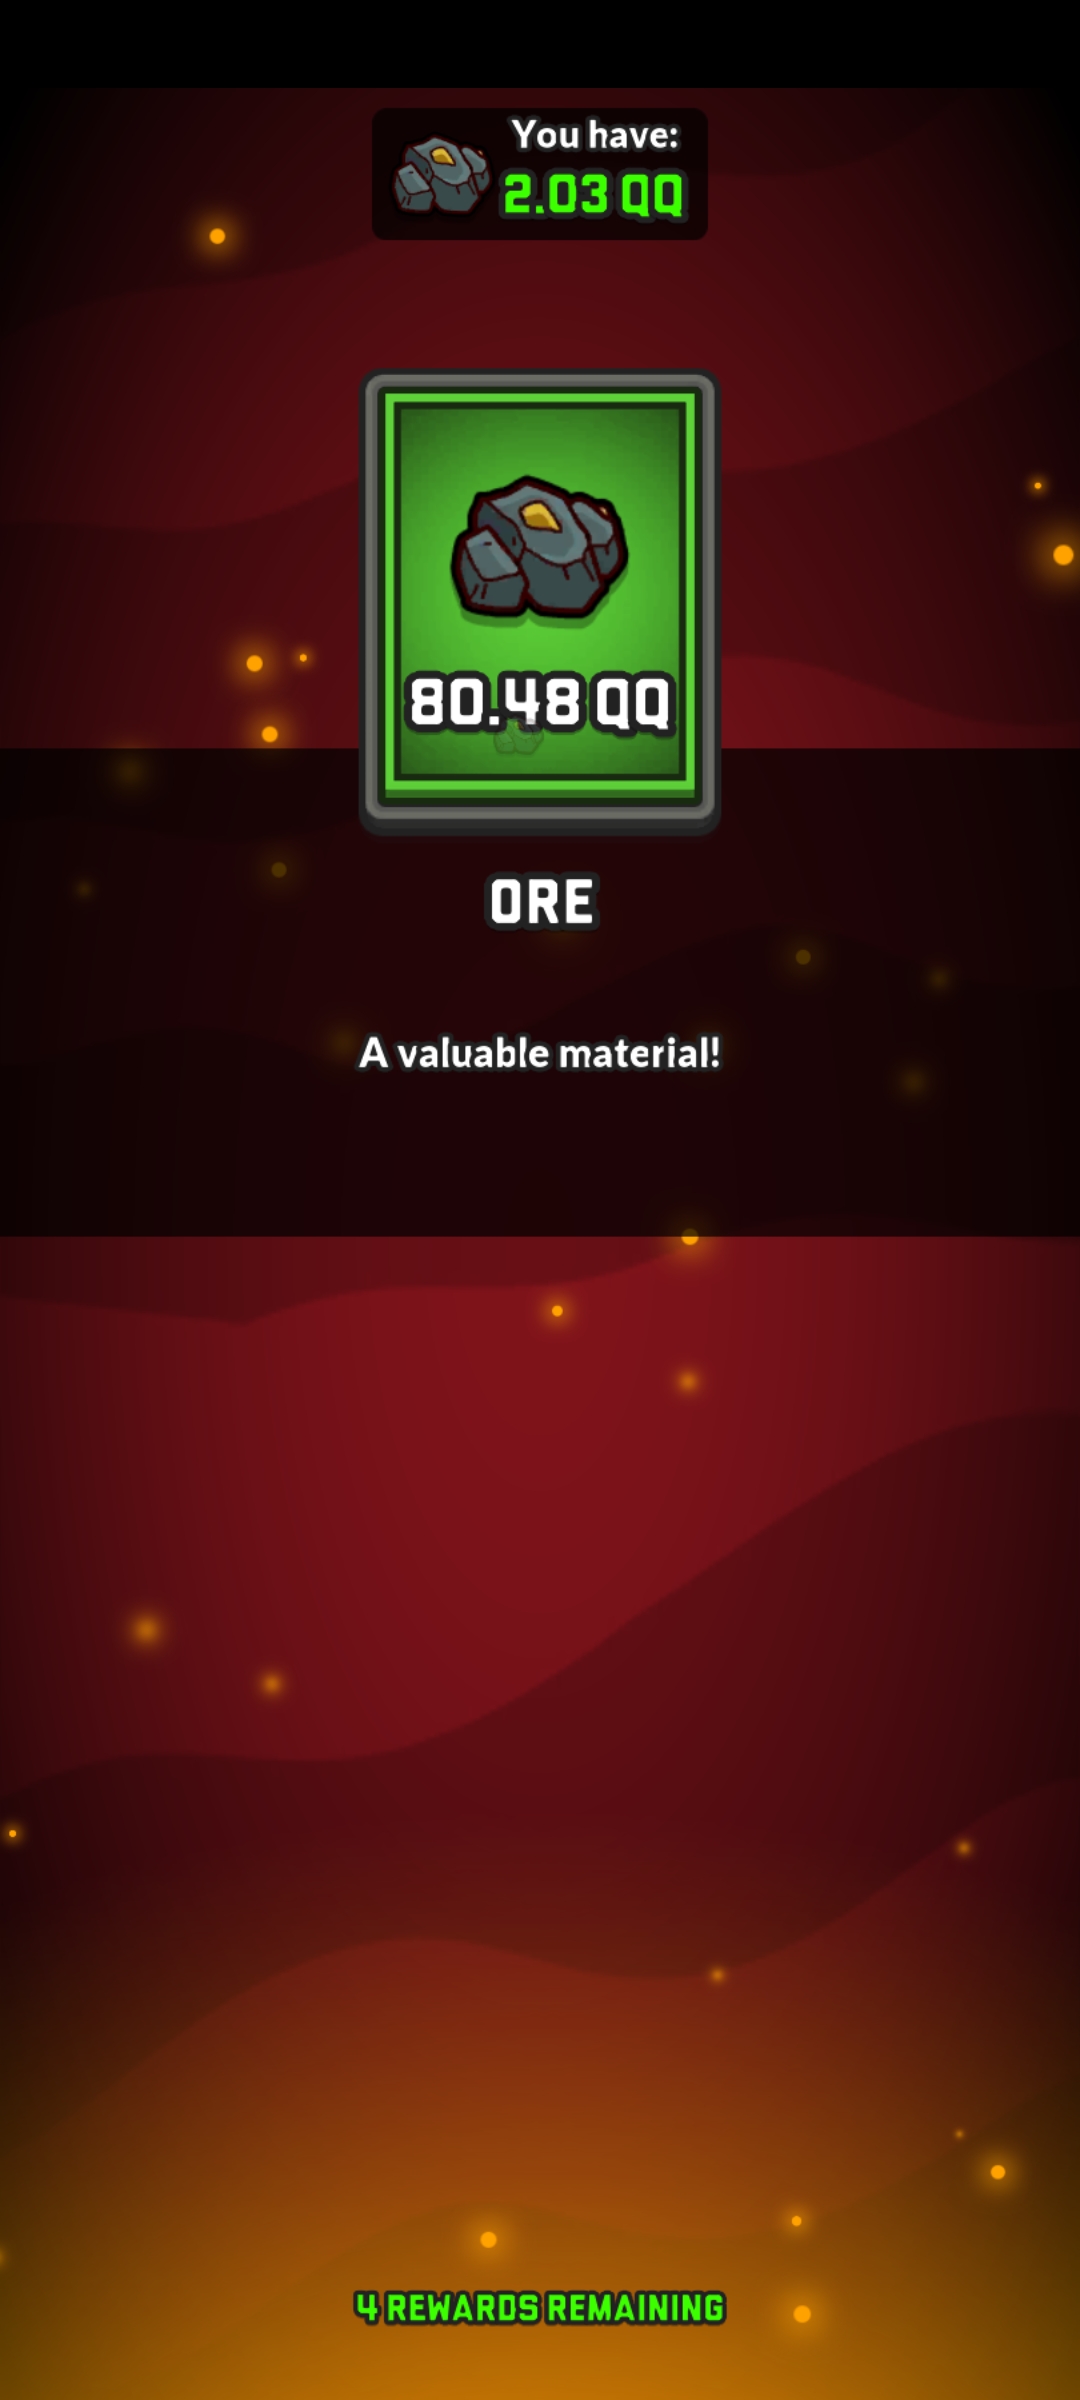 You have:
2.03 QQ
80.48 QQ
ORE
A valuable material!
4 REWARDS REMAINING